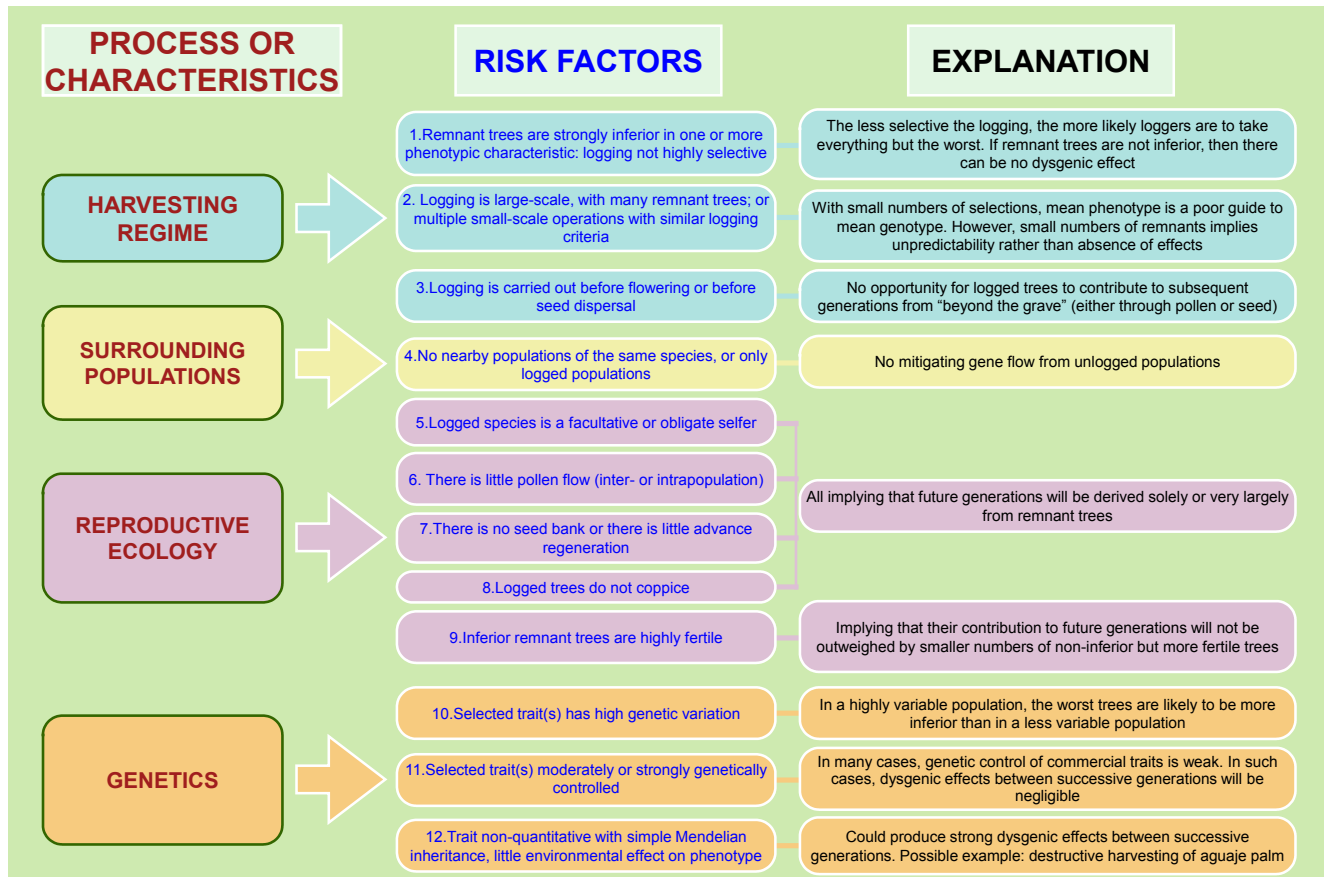 PROCESS OR
CHARACTERISTICS
RISK FACTORS
EXPLANATION
HARVESTING
REGIME
1.Remnant trees are strongly inferior in one or more
phenotypic characteristic: logging not highly selective
The less selective the logging, the more likely loggers are to take
everything but the worst. If remnant trees are not inferior, then there
can be no dysgenic effect
2. Logging is large-scale, with many remnant trees; or
multiple small-scale operations with similar logging
criteria
With small numbers of selections, mean phenotype is a poor guide to
mean genotype. However, small numbers of remnants implies
unpredictability rather than absence of effects
3.Logging is carried out before flowering or before
seed dispersal
No opportunity for logged trees to contribute to subsequent
generations from “beyond the grave” (either through pollen or seed)
SURROUNDING
POPULATIONS
4.No nearby populations of the same species, or only
logged populations
No mitigating gene flow from unlogged populations
REPRODUCTIVE
ECOLOGY
5.Logged species is a facultative or obligate selfer
6. There is little pollen flow (inter- or intrapopulation)
7.There is no seed bank or there is little advance
regeneration
8.Logged trees do not coppice
All implying that future generations will be derived solely or very largely
from remnant trees
9.Inferior remnant trees are highly fertile
Implying that their contribution to future generations will not be
outweighed by smaller numbers of non-inferior but more fertile trees
GENETICS
10.Selected trait(s) has high genetic variation
In a highly variable population, the worst trees are likely to be more
inferior than in a less variable population
11.Selected trait(s) moderately or strongly genetically
controlled
In many cases, genetic control of commercial traits is weak. In such
cases, dysgenic effects between successive generations will be
negligible
12.Trait non-quantitative with simple Mendelian
inheritance, little environmental effect on phenotype
Could produce strong dysgenic effects between successive
generations. Possible example: destructive harvesting of aguaje palm